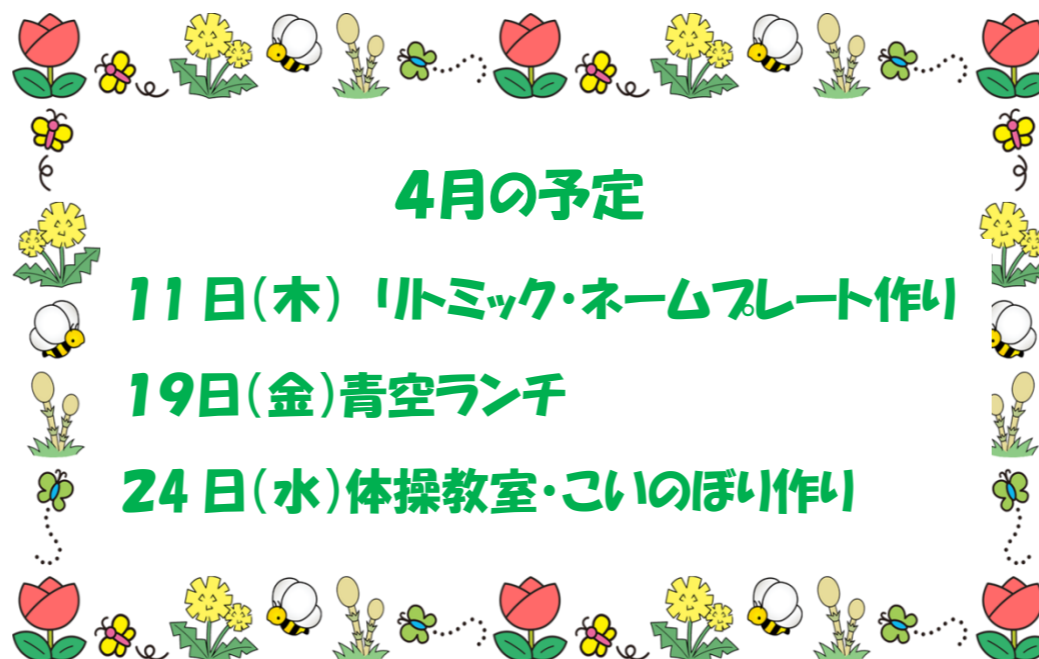 4月の予定
11日(木) リトミック・ネームプレート作り
19日(金)青空ランチ
24日(水)体操教室・こいのぼり作り